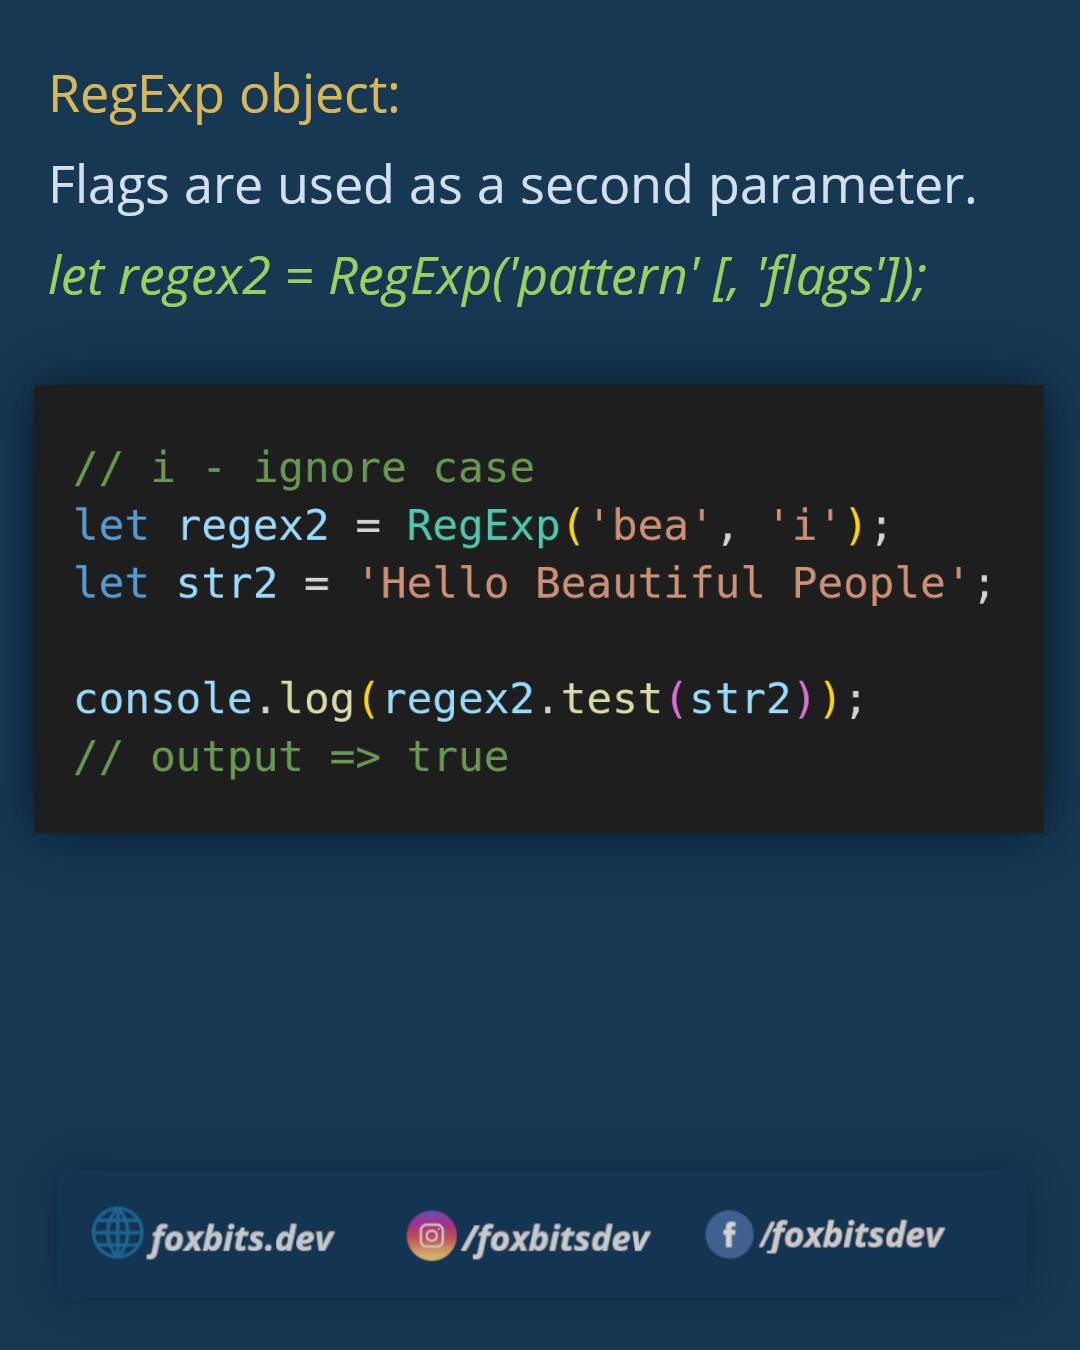 RegExp object:
Flags are used as a second parameter.
let regex2 = RegExp('pattern' [, 'flags']);
// i - ignore case
let regex2 = RegExp('bea', 'i');
let str2 = 'Hello Beautiful People';
console.log(regex2.test(str2));
// output => true
foxbits.dev /foxbitsdev /foxbitsdev